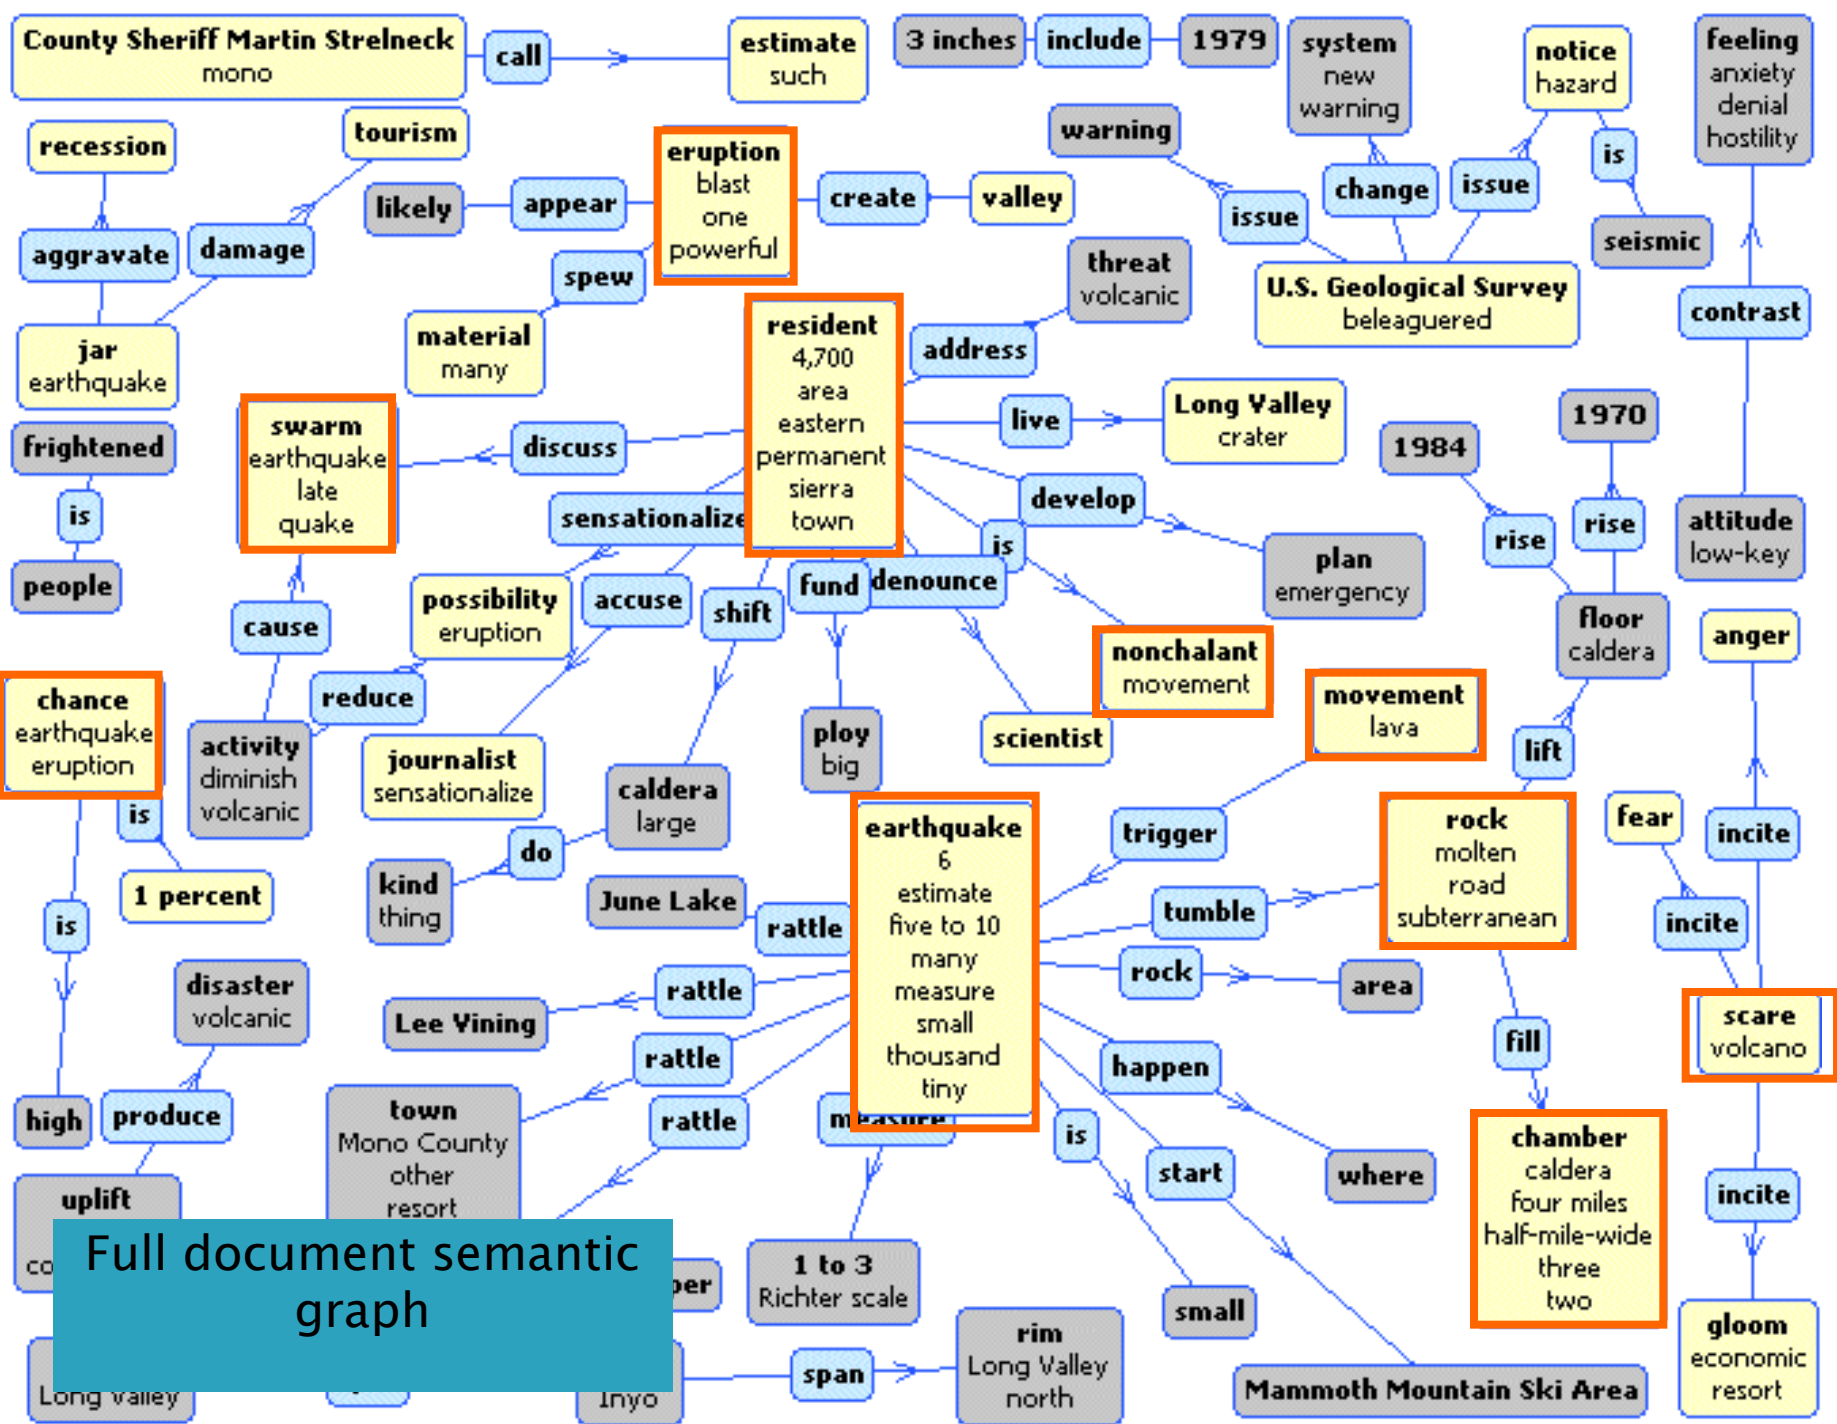 County Sheriff Martin Strelneck
mono
call
estimate
such
3 inches
include
1979
system
new
warning
notice
hazard
feeling
anxiety
denial
hostility
recession
tourism
eruption
blast
one
powerful
warning
is
likely
appear
create
valley
change
issue
issue
seismic
aggravate
damage
spew
threat
volcanic
U.S. Geological Survey
beleaguered
contrast
jar
earthquake
material
many
resident
4,700
area
eastern
permanent
sierra
town
address
live
Long Valley
crater
1984
1970
frightened
is
people
swarm
earthquake
late
quake
discuss
sensationalize
develop
is
rise
rise
attitude
low-key
plan
emergency
cause
possibility
eruption
accuse
shift
fund
denounce
floor
caldera
anger
nonchalant
movement
chance
earthquake
eruption
reduce
activity
diminish
volcanic
journalist
sensationalize
ploy
big
scientist
movement
lava
lift
caldera
large
is
do
kind
thing
1 percent
June Lake
rattle
earthquake
6
estimate
five to 10
many
measure
small
thousand
tiny
trigger
tumble
rock
molten
road
subterranean
fear
incite
incite
is
rock
area
disaster
volcanic
rattle
Lee Vining
rattle
happen
fill
scare
volcano
high
produce
town
Mono County
other
resort
rattle
measure
is
start
where
chamber
caldera
four miles
half-mile-wide
three
two
incite
uplift
Full document semantic
graph
1 to 3
Richter scale
small
gloom
economic
resort
Long Valley
Inyo
span
rim
Long Valley
north
Mammoth Mountain Ski Area